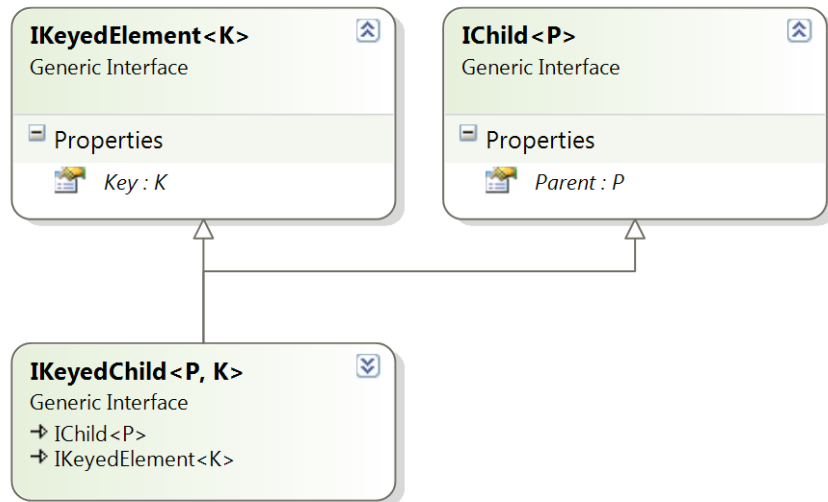 IKeyedElement<K>
Generic Interface
Properties
Key : K
IChild<P>
Generic Interface
Properties
Parent : P
IKeyedChild<P, K>
Generic Interface
IChild<P>
IKeyedElement<K>